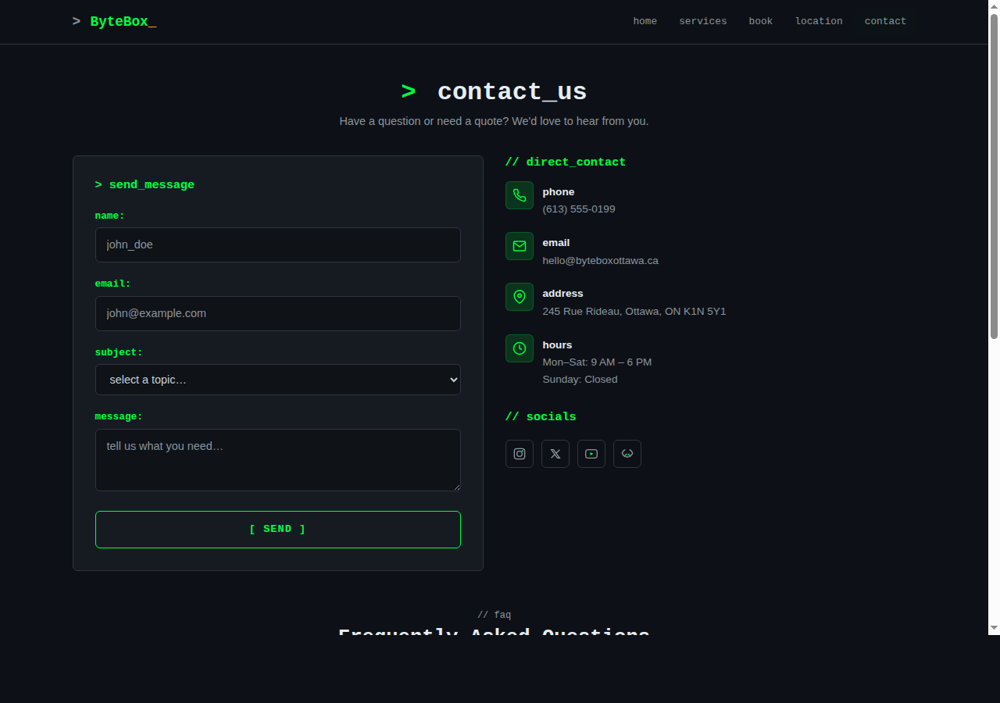 > ByteBox_
home services book location contact
> contact_us
Have a question or need a quote? We'd love to hear from you.
> send_message
name:
john_doe
email:
john@example.com
subject:
select a topic…
message:
tell us what you need…
[ SEND ]
// direct_contact
phone
(613) 555-0199
email
hello@byteboxottawa.ca
address
245 Rue Rideau, Ottawa, ON K1N 5Y1
hours
Mon–Sat: 9 AM – 6 PM
Sunday: Closed
// socials
// faq
Frequently Asked Questions